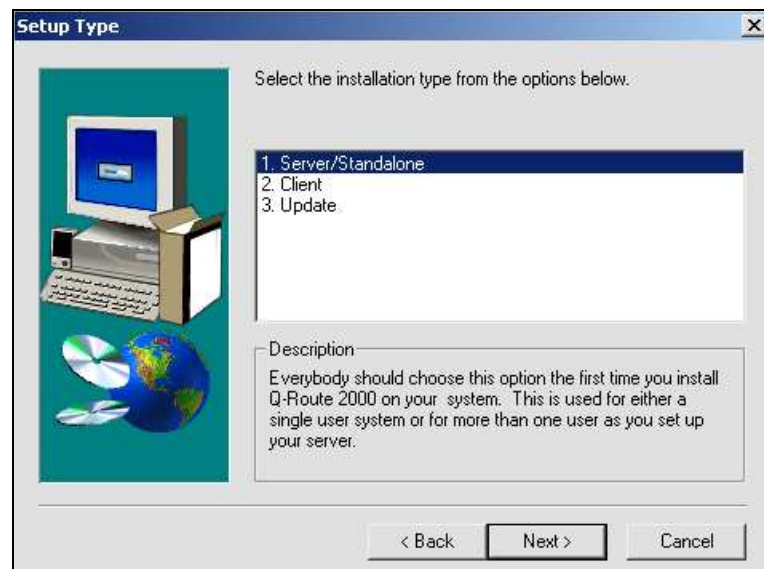 Setup Type
Select the installation type from the options below.
1. Server/Standalone
2. Client
3. Update
Description
Everybody should choose this option the first time you install
Q-Route 2000 on your system. This is used for either a
single user system or for more than one user as you set up
your server.
< Back
Next >
Cancel